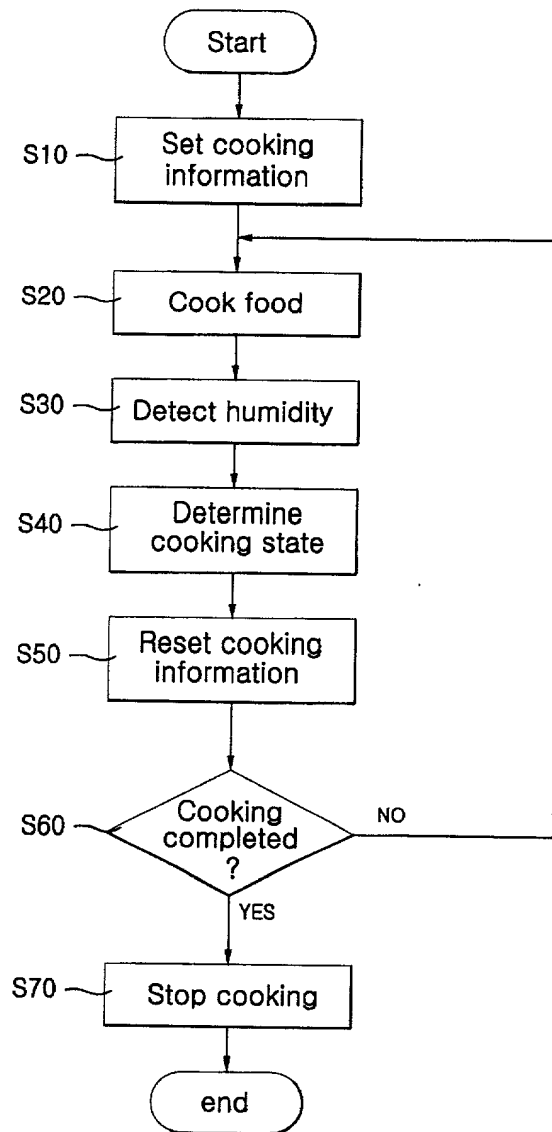 Start
S10
Set cooking
information
S20
Cook food
S30
Detect humidity
S40
Determine
cooking state
S50
Reset cooking
information
S60
Cooking
completed
?
NO
YES
S70
Stop cooking
end